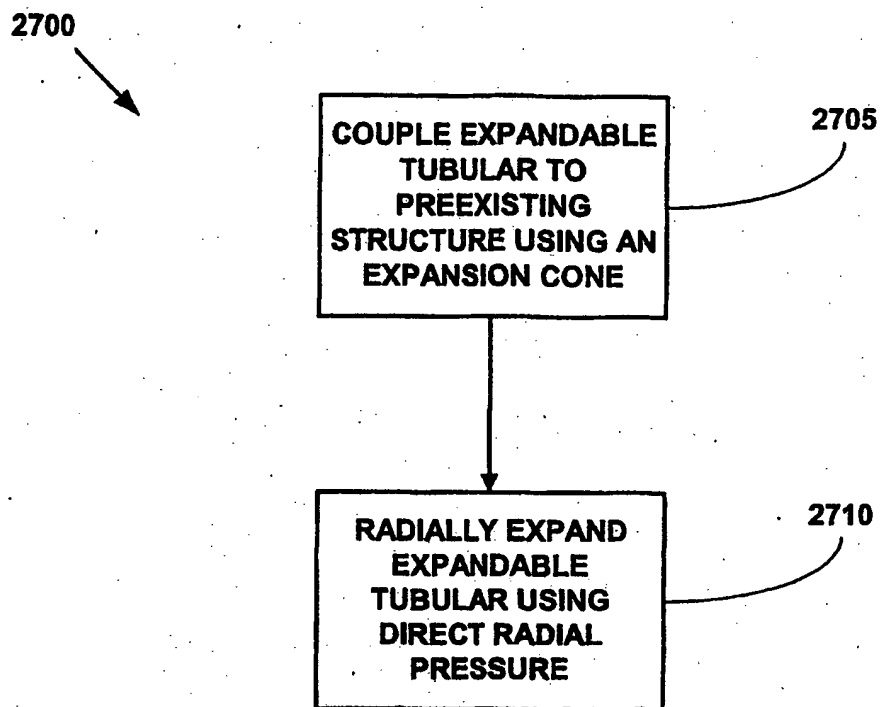 2700
COUPLE EXPANDABLE
TUBULAR TO
PREEXISTING
STRUCTURE USING AN
EXPANSION CONE
2705
RADIALLY EXPAND
EXPANDABLE
TUBULAR USING
DIRECT RADIAL
PRESSURE
2710